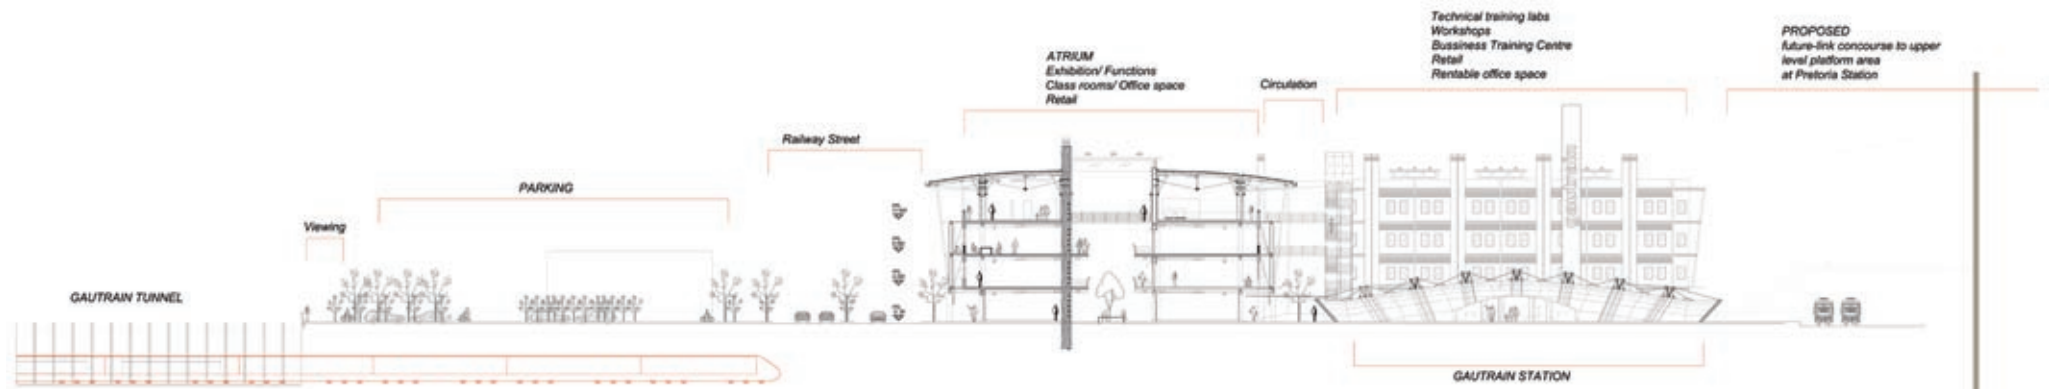 GAUTRAIN TUNNEL
Viewing
PARKING
Railway Street
ATRIUM
Exhibition/ Functions
Class rooms/ Office space
Retail
Circulation
Technical training labs
Workshops
Bussiness Training Centre
Retail
Rentable office space
PROPOSED
future-link concourse to upper
level platform area
at Pretoria Station
gautrain
GAUTRAIN STATION